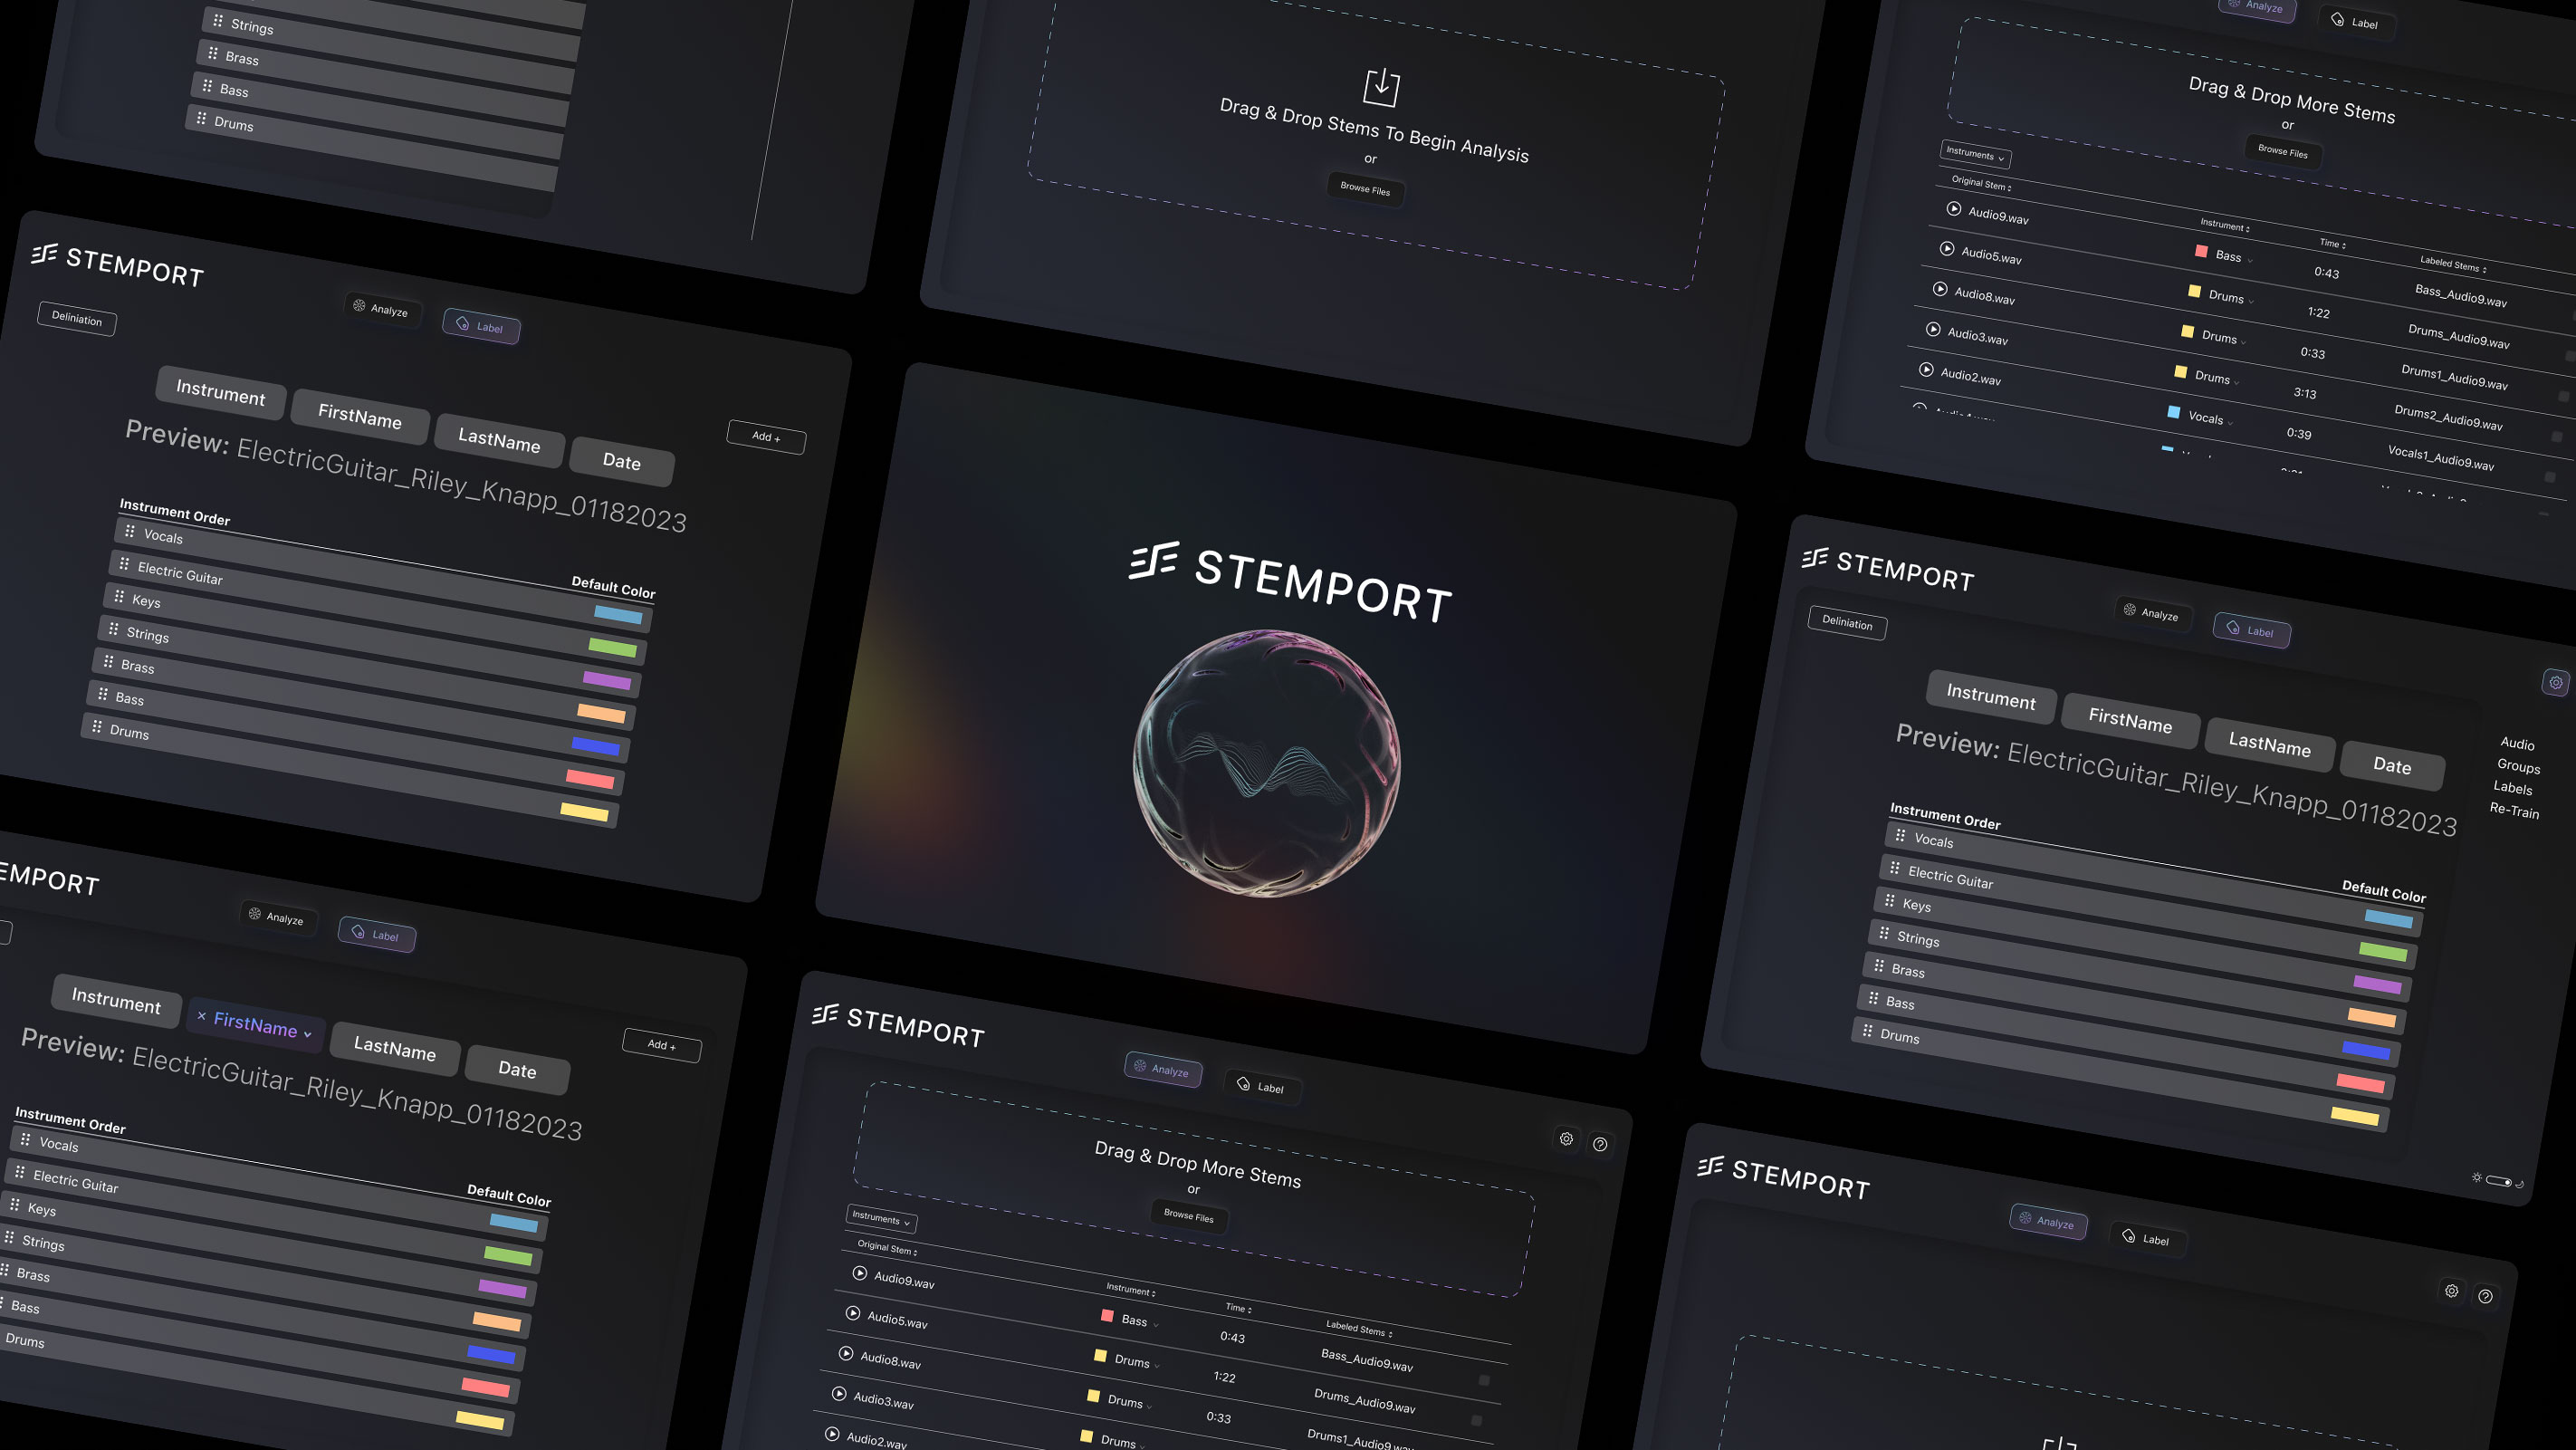 Strings
Brass
Bass
Drums
Drag & Drop Stems To Begin Analysis
or
Browse Files
Analyze
Label
Drag & Drop More Stems
or
Browse Files
Instruments
Original Stem
Instrument
Time
Labeled Stems
Audio9.wav
Bass
0:43
Bass_Audio9.wav
Audio5.wav
Drums
1:22
Drums_Audio9.wav
Audio8.wav
Drums
0:33
Drums1_Audio9.wav
Audio3.wav
Drums
3:13
Drums2_Audio9.wav
Audio2.wav
Vocals
0:39
Vocals1_Audio9.wav
STEMPORT
Analyze
Label
Deliniation
Instrument
FirstName
LastName
Date
Add +
Preview: ElectricGuitar_Riley_Knapp_01182023
Instrument Order
Default Color
Vocals
Electric Guitar
Keys
Strings
Brass
Bass
Drums
STEMPORT
STEMPORT
Analyze
Label
Deliniation
Instrument
FirstName
LastName
Date
Preview: ElectricGuitar_Riley_Knapp_01182023
Audio
Groups
Labels
Re-Train
Instrument Order
Default Color
Vocals
Electric Guitar
Keys
Strings
Brass
Bass
Drums
EMPORT
Analyze
Label
Instrument
× FirstName
LastName
Date
Add +
Preview: ElectricGuitar_Riley_Knapp_01182023
Instrument Order
Default Color
Vocals
Electric Guitar
Keys
Strings
Brass
Bass
Drums
STEMPORT
Analyze
Label
Drag & Drop More Stems
or
Browse Files
Instruments
Original Stem
Instrument
Time
Labeled Stems
Audio9.wav
Bass
0:43
Bass_Audio9.wav
Audio5.wav
Drums
1:22
Drums_Audio9.wav
Audio8.wav
Drums
0:33
Drums1_Audio9.wav
Audio3.wav
Drums
Audio2.wav
STEMPORT
Analyze
Label